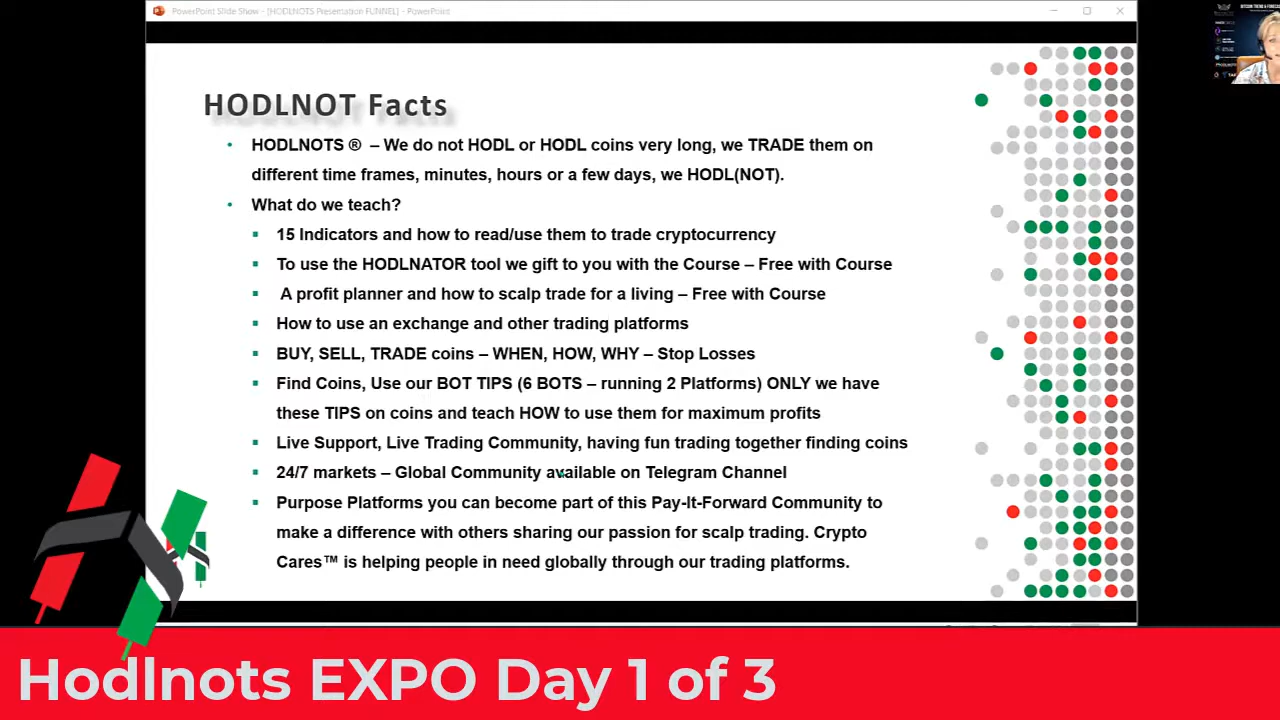 PowerPoint Slide Show - [HODLNOTS Presentation FUNNEL] - PowerPoint
HODLNOT Facts
• HODLNOTS ® – We do not HODL or HODL coins very long, we TRADE them on
different time frames, minutes, hours or a few days, we HODL(NOT).
• What do we teach?
▪ 15 Indicators and how to read/use them to trade cryptocurrency
▪ To use the HODLNATOR tool we gift to you with the Course – Free with Course
▪ A profit planner and how to scalp trade for a living – Free with Course
▪ How to use an exchange and other trading platforms
▪ BUY, SELL, TRADE coins – WHEN, HOW, WHY – Stop Losses
▪ Find Coins, Use our BOT TIPS (6 BOTS – running 2 Platforms) ONLY we have
these TIPS on coins and teach HOW to use them for maximum profits
▪ Live Support, Live Trading Community, having fun trading together finding coins
▪ 24/7 markets – Global Community available on Telegram Channel
▪ Purpose Platforms you can become part of this Pay-It-Forward Community to
make a difference with others sharing our passion for scalp trading. Crypto
Cares™ is helping people in need globally through our trading platforms.
Hodlnots EXPO Day 1 of 3